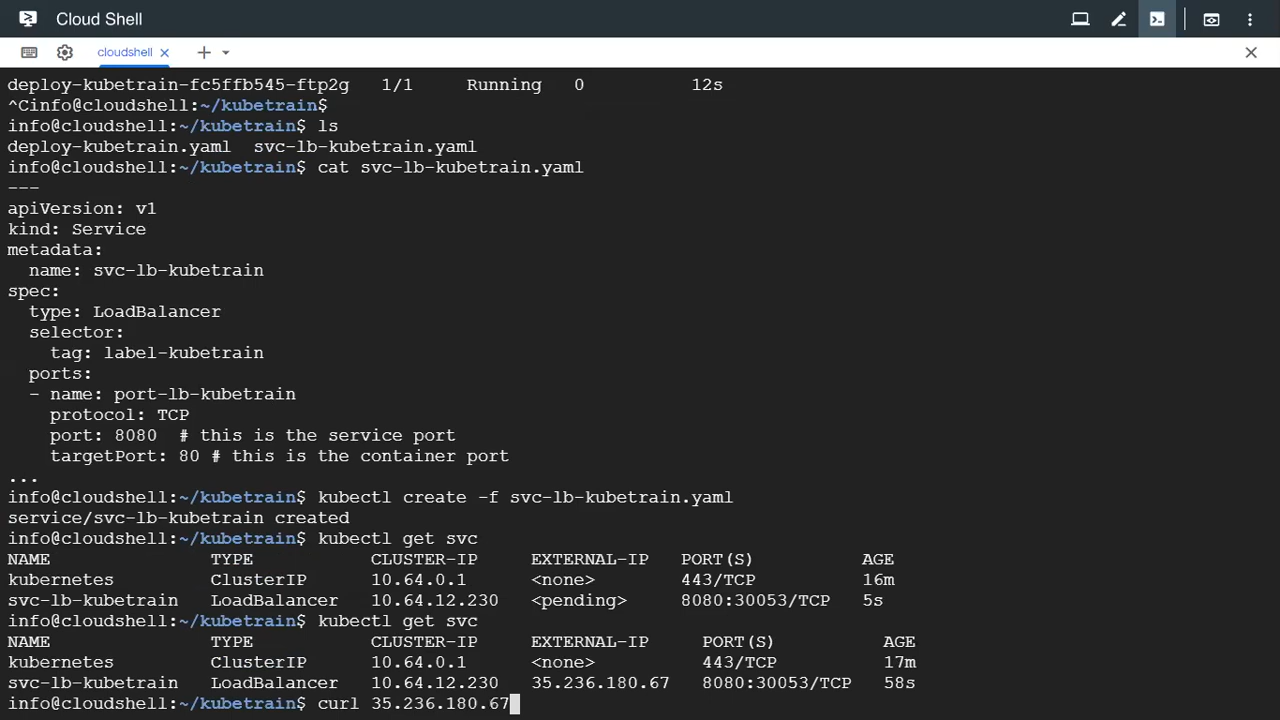 Cloud Shell
cloudshell
deploy-kubetrain-fc5ffb545-ftp2g 1/1 Running 0 12s
^Cinfo@cloudshell:~/kubetrain$
info@cloudshell:~/kubetrain$ ls
deploy-kubetrain.yaml svc-lb-kubetrain.yaml
info@cloudshell:~/kubetrain$ cat svc-lb-kubetrain.yaml
---
apiVersion: v1
kind: Service
metadata:
  name: svc-lb-kubetrain
spec:
  type: LoadBalancer
  selector:
    tag: label-kubetrain
  ports:
  - name: port-lb-kubetrain
    protocol: TCP
    port: 8080  # this is the service port
    targetPort: 80 # this is the container port
...
info@cloudshell:~/kubetrain$ kubectl create -f svc-lb-kubetrain.yaml
service/svc-lb-kubetrain created
info@cloudshell:~/kubetrain$ kubectl get svc
NAME TYPE CLUSTER-IP EXTERNAL-IP PORT(S) AGE
kubernetes ClusterIP 10.64.0.1 <none> 443/TCP 16m
svc-lb-kubetrain LoadBalancer 10.64.12.230 <pending> 8080:30053/TCP 5s
info@cloudshell:~/kubetrain$ kubectl get svc
NAME TYPE CLUSTER-IP EXTERNAL-IP PORT(S) AGE
kubernetes ClusterIP 10.64.0.1 <none> 443/TCP 17m
svc-lb-kubetrain LoadBalancer 10.64.12.230 35.236.180.67 8080:30053/TCP 58s
info@cloudshell:~/kubetrain$ curl 35.236.180.67